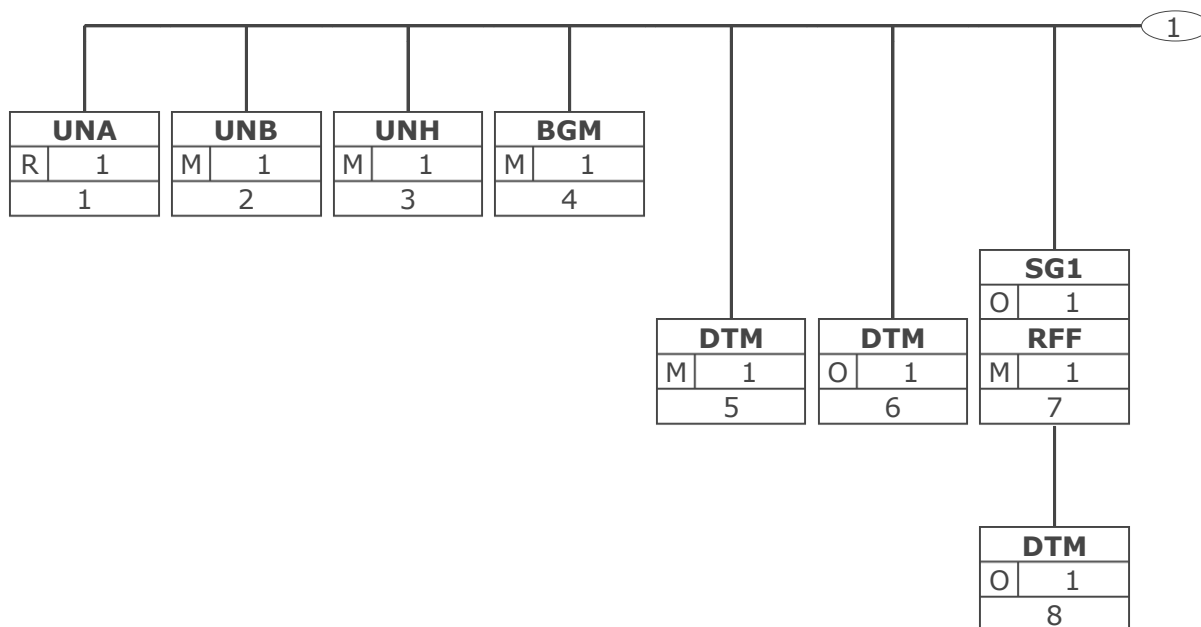 1
UNA UNB UNH BGM
R 1 M 1 M 1 M 1
1 2 3 4
SG1
O 1
DTM DTM RFF
M 1 O 1 M 1
5 6 7
DTM
O 1
8